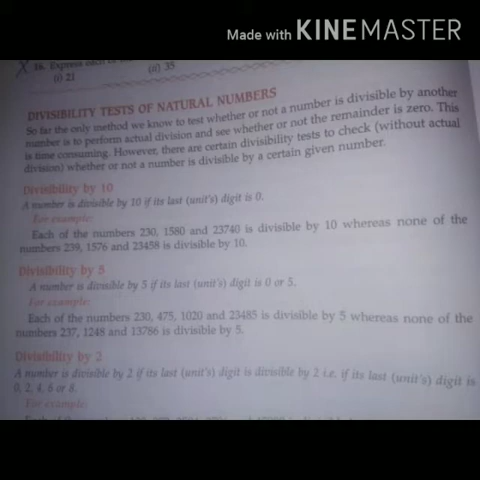 Made with KINEMASTER
16. Express each
(i) 21 (ii) 35
DIVISIBILITY TESTS OF NATURAL NUMBERS
So far the only method we know to test whether or not a number is divisible by another
number is to perform actual division and see whether or not the remainder is zero. This
is time consuming. However, there are certain divisibility tests to check (without actual
division) whether or not a number is divisible by a certain given number.
Divisibility by 10
A number is divisible by 10 if its last (unit's) digit is 0.
For example:
Each of the numbers 230, 1580 and 23740 is divisible by 10 whereas none of the
numbers 239, 1576 and 23458 is divisible by 10.
Divisibility by 5
A number is divisible by 5 if its last (unit's) digit is 0 or 5.
For example:
Each of the numbers 230, 475, 1020 and 23485 is divisible by 5 whereas none of the
numbers 237, 1248 and 13786 is divisible by 5.
Divisibility by 2
A number is divisible by 2 if its last (unit's) digit is divisible by 2 i.e. if its last (unit's) digit is
0, 2, 4, 6 or 8.
For example: